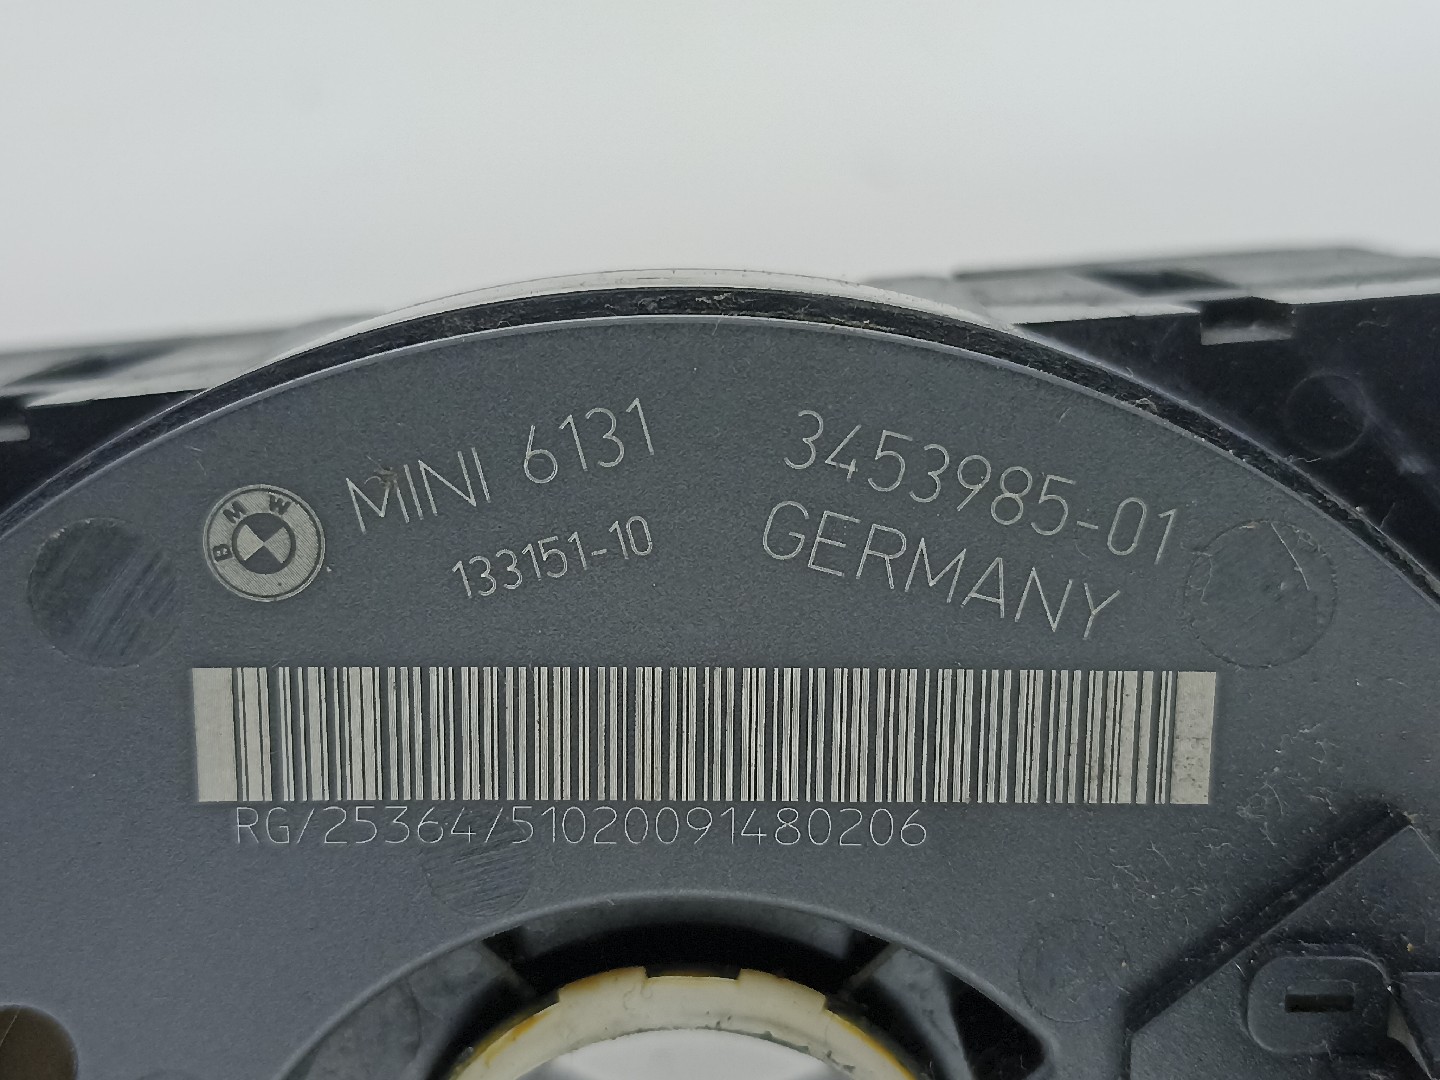 BMW
MINI 6131 3453985-01
133151-10 GERMANY
RG/25364/51020091480206